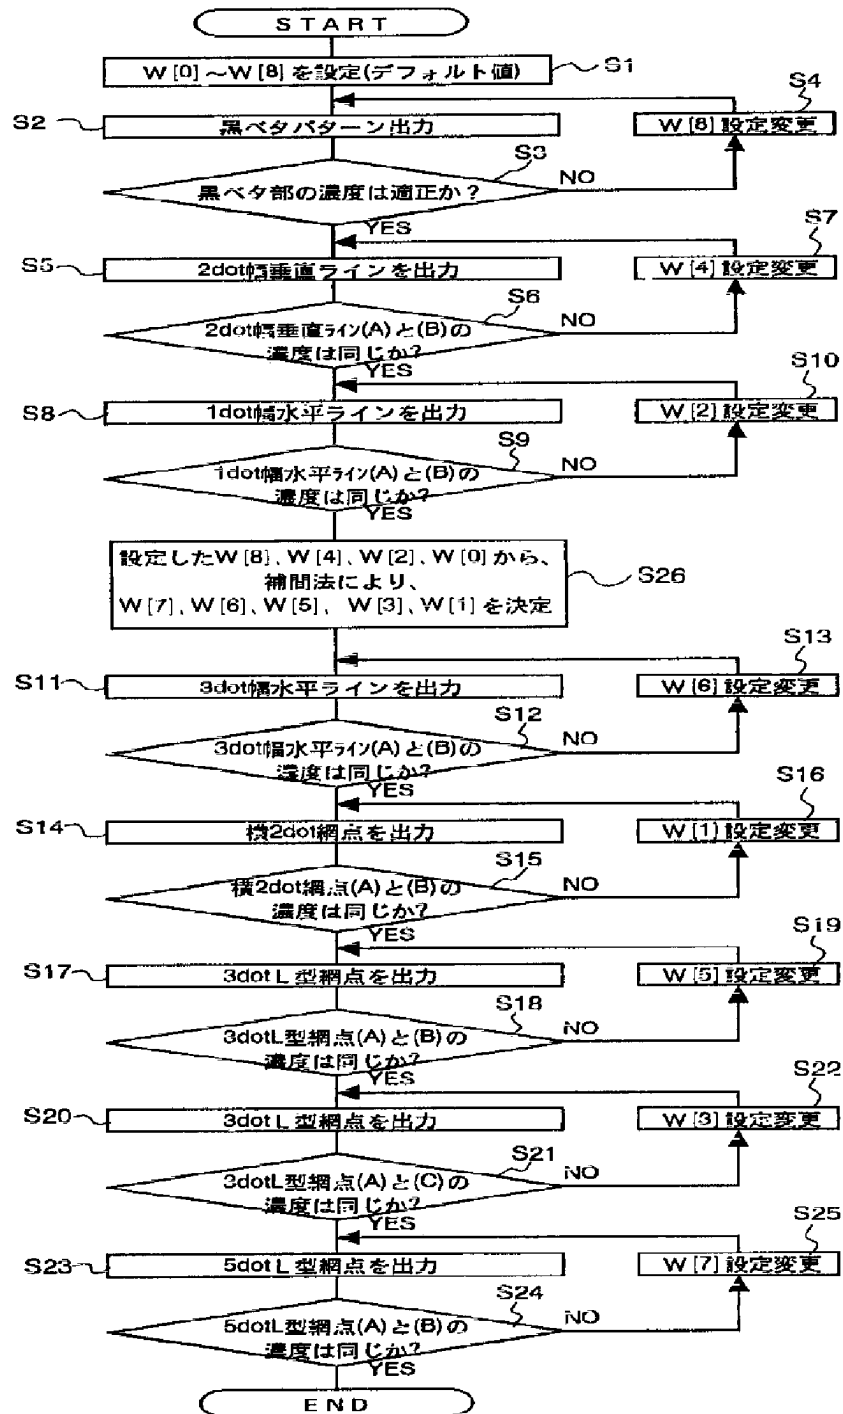 START
W[0]~W[8]を設定(デフォルト値)
S1
S4
S2
黒ベタパターン出力
W[8]設定変更
S3
黒ベタ部の濃度は適正か?
NO
YES
S7
S5
2dot幅垂直ラインを出力
W[4]設定変更
S6
2dot幅垂直ライン(A)と(B)の
濃度は同じか?
NO
YES
S10
S8
1dot幅水平ラインを出力
W[2]設定変更
S9
1dot幅水平ライン(A)と(B)の
濃度は同じか?
NO
YES
設定したW[8]、W[4]、W[2]、W[0]から、
補間法により、
W[7]、W[6]、W[5]、W[3]、W[1]を決定
S26
S13
S11
3dot幅水平ラインを出力
W[6]設定変更
S12
3dot幅水平ライン(A)と(B)の
濃度は同じか?
NO
YES
S16
S14
横2dot網点を出力
W[1]設定変更
S15
横2dot網点(A)と(B)の
濃度は同じか?
NO
YES
S19
S17
3dotL型網点を出力
W[5]設定変更
S18
3dotL型網点(A)と(B)の
濃度は同じか?
NO
YES
S22
S20
3dotL型網点を出力
W[3]設定変更
S21
3dotL型網点(A)と(C)の
濃度は同じか?
NO
YES
S25
S23
5dotL型網点を出力
W[7]設定変更
S24
5dotL型網点(A)と(B)の
濃度は同じか?
NO
YES
END